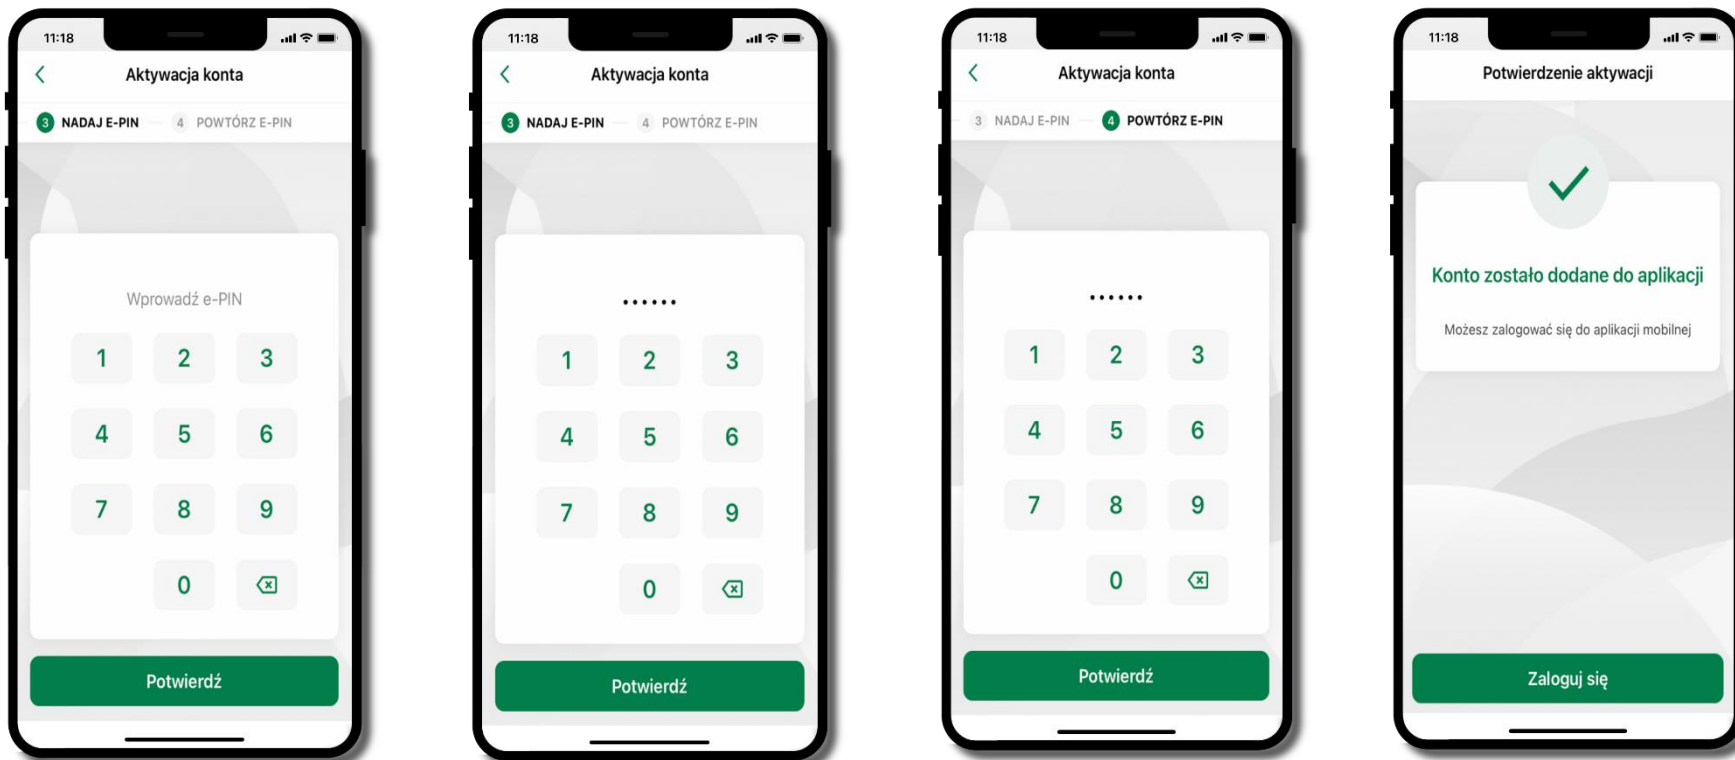 11:18
Aktywacja konta
3 NADAJ E-PIN 4 POWTÓRZ E-PIN
Wprowadź e-PIN
1 2 3
4 5 6
7 8 9
0
Potwierdź
11:18
Aktywacja konta
3 NADAJ E-PIN 4 POWTÓRZ E-PIN
1 2 3
4 5 6
7 8 9
0
Potwierdź
11:18
Aktywacja konta
3 NADAJ E-PIN 4 POWTÓRZ E-PIN
1 2 3
4 5 6
7 8 9
0
Potwierdź
11:18
Potwierdzenie aktywacji
Konto zostało dodane do aplikacji
Możesz zalogować się do aplikacji mobilnej
Zaloguj się